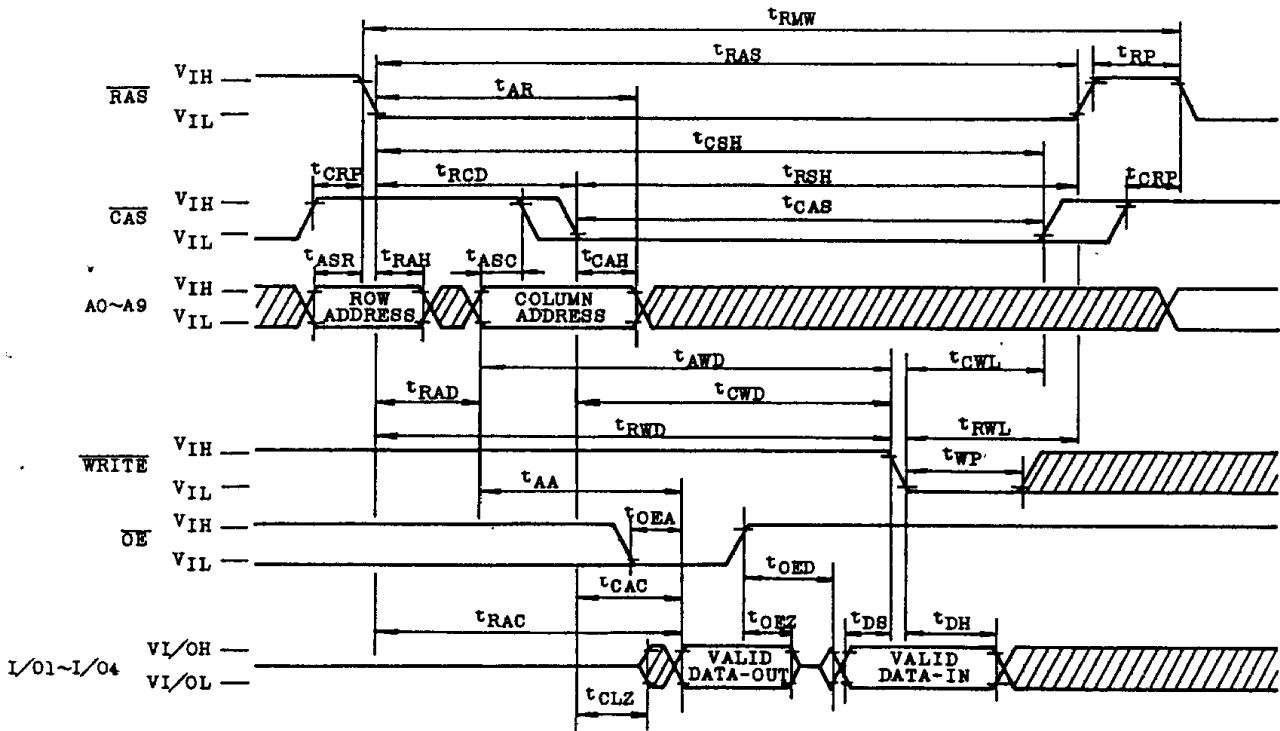 tRMW
tRAS
tRP
VIH
RAS
VIL
tAR
tCSH
tCRP
tRCD
tRSH
tCRP
VIH
CAS
VIL
tCAS
tASR
tRAH
tASC
tCAH
VIH
A0~A9
VIL
ROW ADDRESS
COLUMN ADDRESS
tAWD
tCWL
tRAD
tCWD
tRWD
tRWL
VIH
WRITE
VIL
tWP
tAA
VIH
OE
VIL
tOEA
tOED
tCAC
tRAC
tOEZ
tDS
tDH
VI/OH
I/O1~I/O4
VI/OL
VALID DATA-OUT
VALID DATA-IN
tCLZ